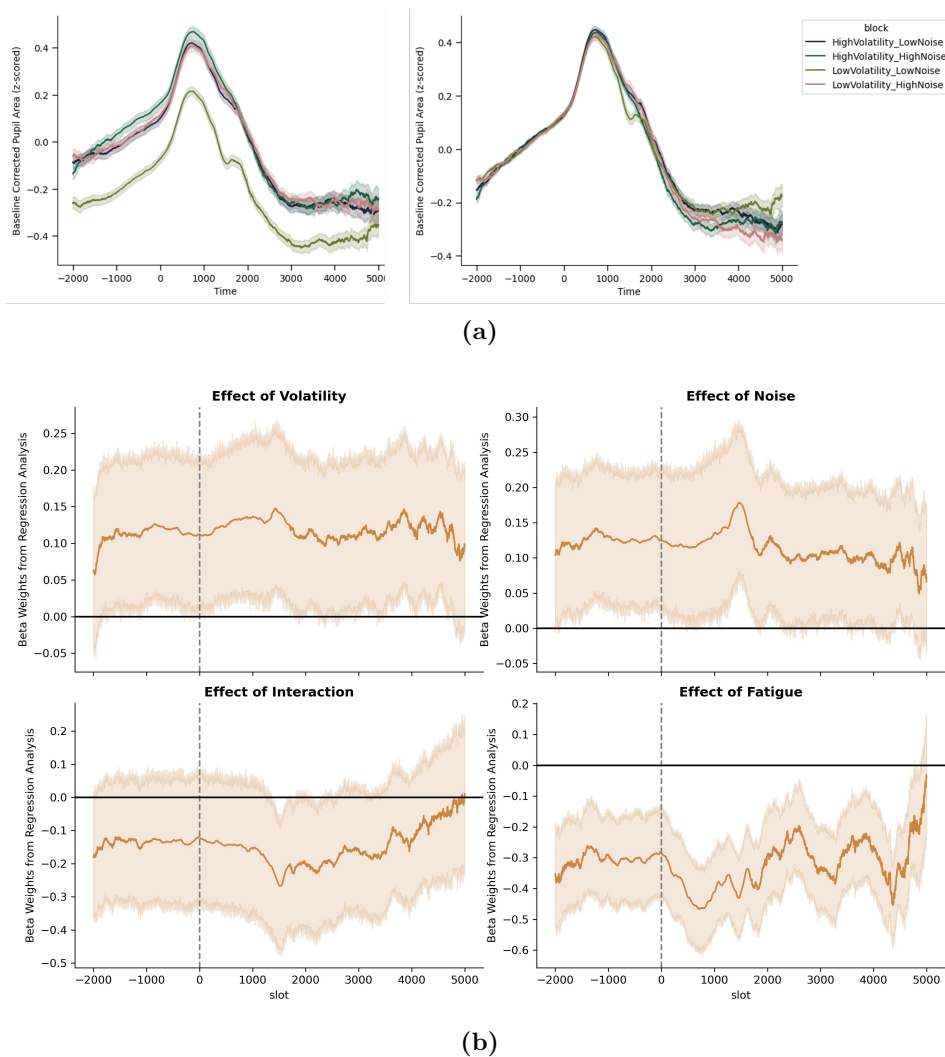 block
HighVolatility_LowNoise
HighVolatility_HighNoise
LowVolatility_LowNoise
LowVolatility_HighNoise
Baseline Corrected Pupil Area (z-scored)
0.4
0.2
0.0
−0.2
−0.4
−2000 −1000 0 1000 2000 3000 4000 5000
Time
Baseline Corrected Pupil Area (z-scored)
0.4
0.2
0.0
−0.2
−0.4
−2000 −1000 0 1000 2000 3000 4000 5000
Time
(a)
Effect of Volatility
Beta Weights from Regression Analysis
0.25
0.20
0.15
0.10
0.05
0.00
−0.05
Effect of Noise
Beta Weights from Regression Analysis
0.30
0.25
0.20
0.15
0.10
0.05
0.00
−0.05
Effect of Interaction
Beta Weights from Regression Analysis
0.2
0.1
0.0
−0.1
−0.2
−0.3
−0.4
−0.5
−2000 −1000 0 1000 2000 3000 4000 5000
slot
Effect of Fatigue
Beta Weights from Regression Analysis
0.2
0.1
0.0
−0.1
−0.2
−0.3
−0.4
−0.5
−0.6
−2000 −1000 0 1000 2000 3000 4000 5000
slot
(b)